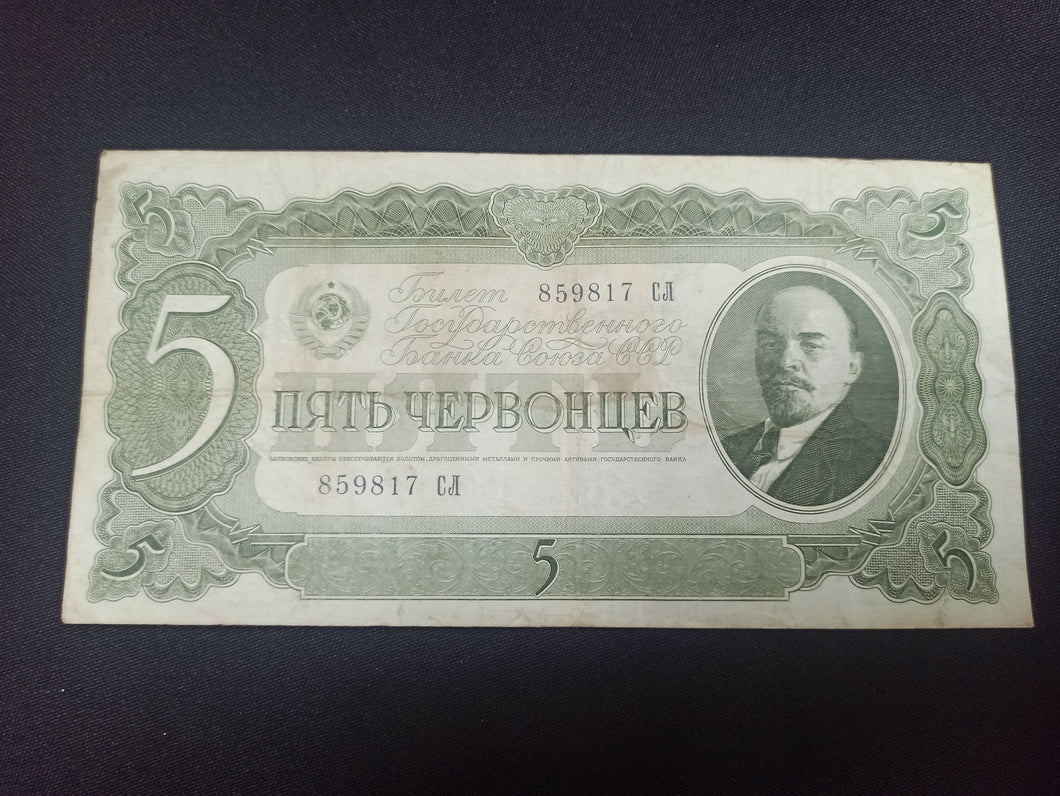 5
5
Билет 859817 СЛ
Государственного
Банка Союза ССР
5
ПЯТЬ
ПЯТЬ ЧЕРВОНЦЕВ
БАНКОВСКИЕ БИЛЕТЫ ОБЕСПЕЧИВАЮТСЯ ЗОЛОТОМ, ДРАГОЦЕННЫМИ МЕТАЛЛАМИ И ПРОЧИМИ АКТИВАМИ ГОСУДАРСТВЕННОГО БАНКА
859817 СЛ
5
5
5